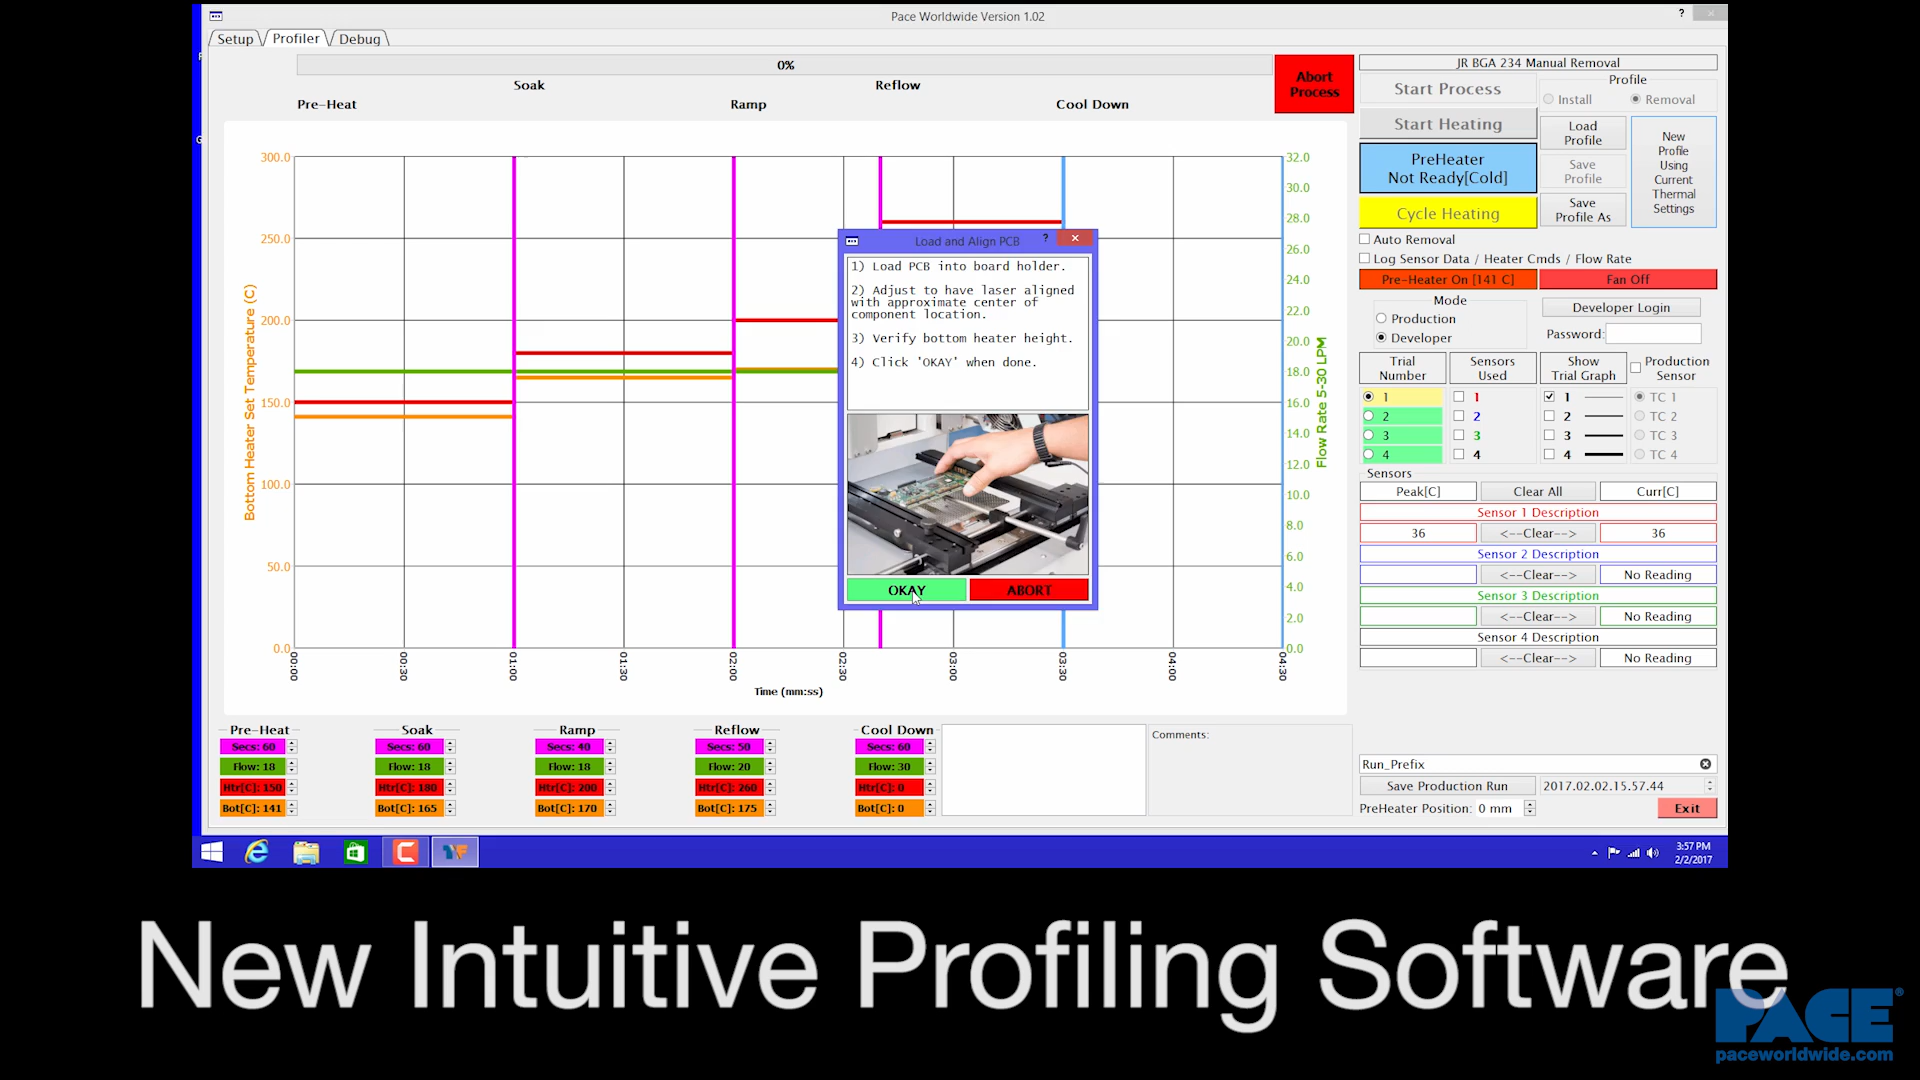 Pace Worldwide Version 1.02
?
Setup
Profiler
Debug
0%
Soak
Reflow
Pre-Heat
Ramp
Cool Down
Abort
Process
300.0
250.0
200.0
150.0
100.0
50.0
0.0
Bottom Heater Set Temperature (C)
32.0
30.0
28.0
26.0
24.0
22.0
20.0
18.0
16.0
14.0
12.0
10.0
8.0
6.0
4.0
2.0
0.0
Flow Rate 5-30 LPM
00:00
00:30
01:00
01:30
02:00
02:30
03:00
03:30
04:00
04:30
Time (mm:ss)
Load and Align PCB
?
1) Load PCB into board holder.
2) Adjust to have laser aligned
with approximate center of
component location.
3) Verify bottom heater height.
4) Click 'OKAY' when done.
OKAY
ABORT
JR BGA 234 Manual Removal
Start Process
Profile
Install
Removal
Start Heating
Load
Profile
New
Profile
Using
Current
Thermal
Settings
PreHeater
Not Ready[Cold]
Save
Profile
Cycle Heating
Save
Profile As
Auto Removal
Log Sensor Data / Heater Cmds / Flow Rate
Pre-Heater On [141 C]
Fan Off
Mode
Production
Developer
Developer Login
Password:
Trial
Number
Sensors
Used
Show
Trial Graph
Production
Sensor
1 1 1 TC 1
2 2 2 TC 2
3 3 3 TC 3
4 4 4 TC 4
Sensors
Peak[C]
Clear All
Curr[C]
Sensor 1 Description
36 <--Clear--> 36
Sensor 2 Description
<--Clear--> No Reading
Sensor 3 Description
<--Clear--> No Reading
Sensor 4 Description
<--Clear--> No Reading
Pre-Heat
Secs: 60
Flow: 18
Htr[C]: 150
Bot[C]: 141
Soak
Secs: 60
Flow: 18
Htr[C]: 180
Bot[C]: 165
Ramp
Secs: 40
Flow: 18
Htr[C]: 200
Bot[C]: 170
Reflow
Secs: 50
Flow: 20
Htr[C]: 260
Bot[C]: 175
Cool Down
Secs: 60
Flow: 30
Htr[C]: 0
Bot[C]: 0
Comments:
Run_Prefix
Save Production Run
2017.02.02.15.57.44
PreHeater Position: 0 mm
Exit
3:57 PM
2/2/2017
New Intuitive Profiling Software
PACE®
paceworldwide.com